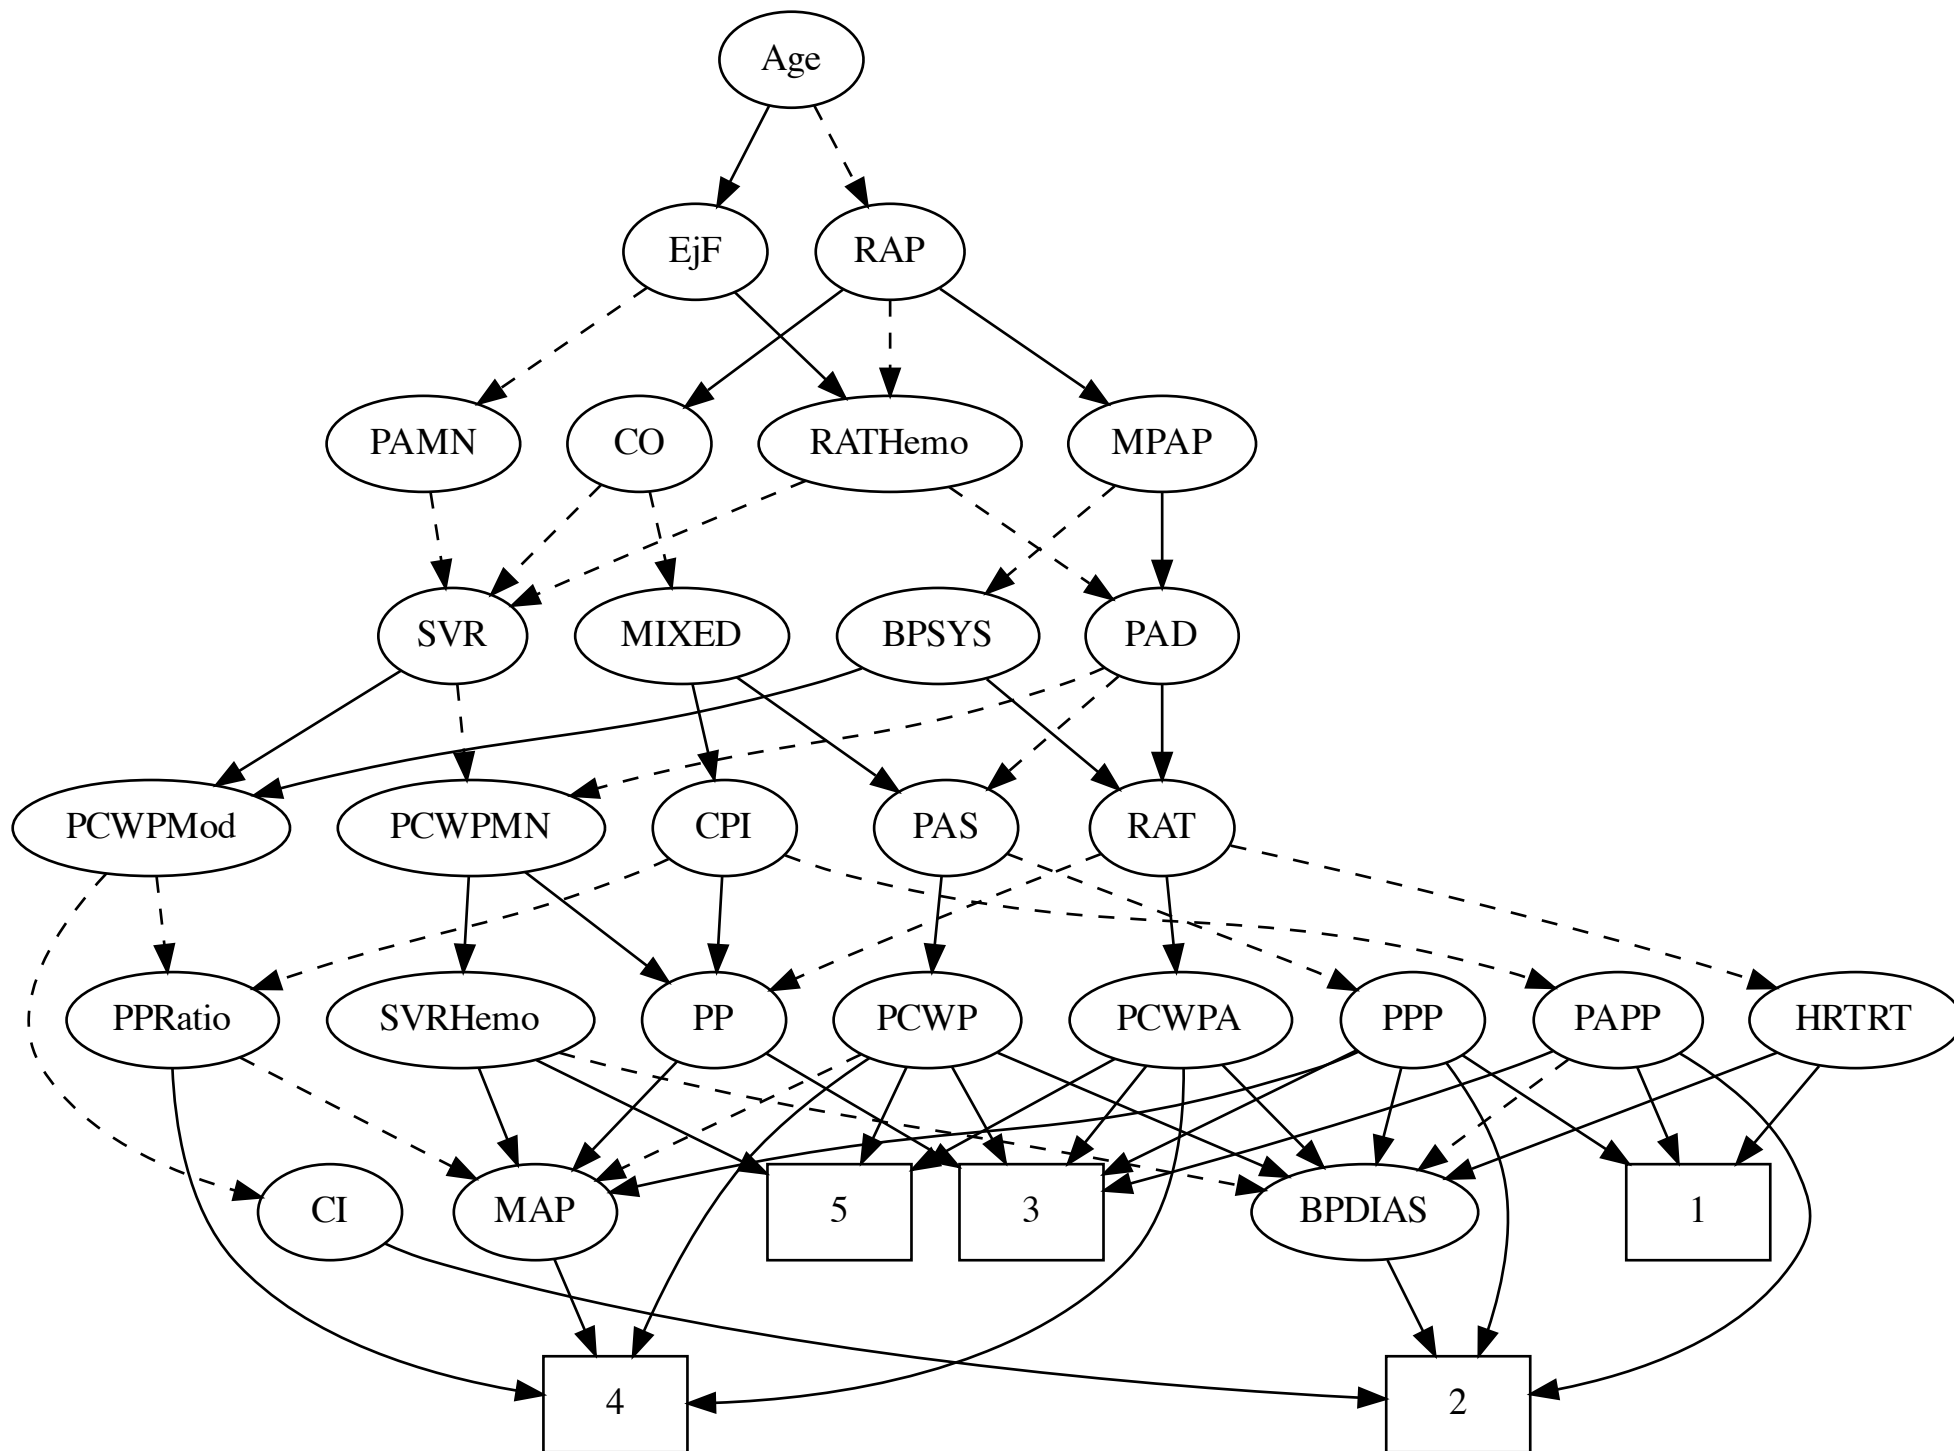 Age
EjF
RAP
PAMN
CO
RATHemo
MPAP
SVR
MIXED
BPSYS
PAD
PCWPMod
PCWPMN
CPI
PAS
RAT
PPRatio
SVRHemo
PP
PCWP
PCWPA
PPP
PAPP
HRTRT
CI
MAP
5
3
BPDIAS
1
4
2